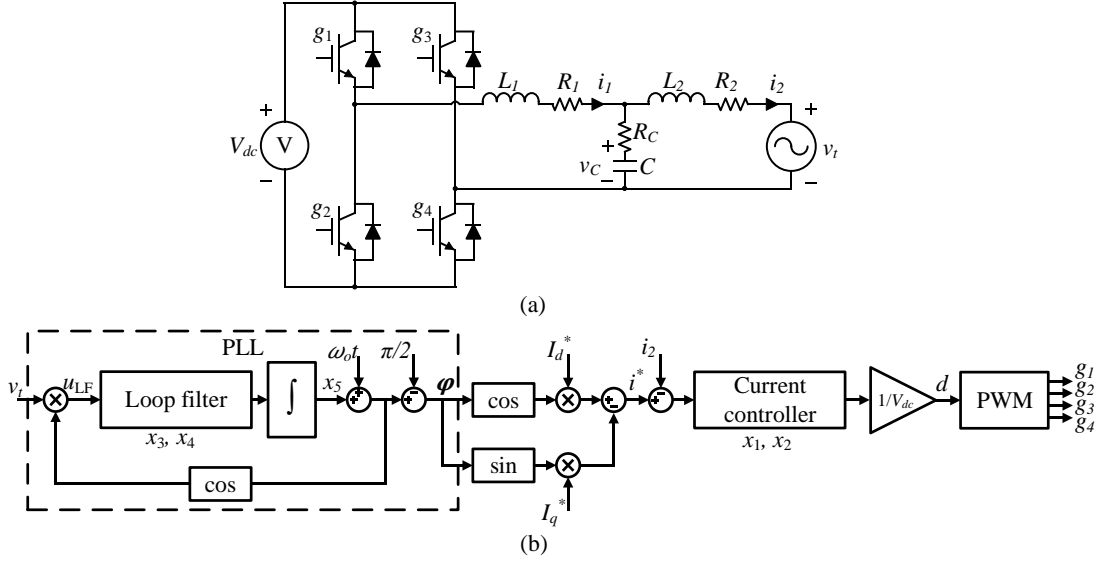 g1 g3
L1 R1 i1 L2 R2 i2
+ +
Vdc V RC
+
vC C vt
− − −
g2 g4
(a)
PLL ωot π/2 Id* i2
vt uLF Loop filter ∫ x5 + + − φ cos − i* − Current controller 1/Vdc d PWM g1 g2 g3 g4
x3, x4 x1, x2
cos sin
Iq*
(b)